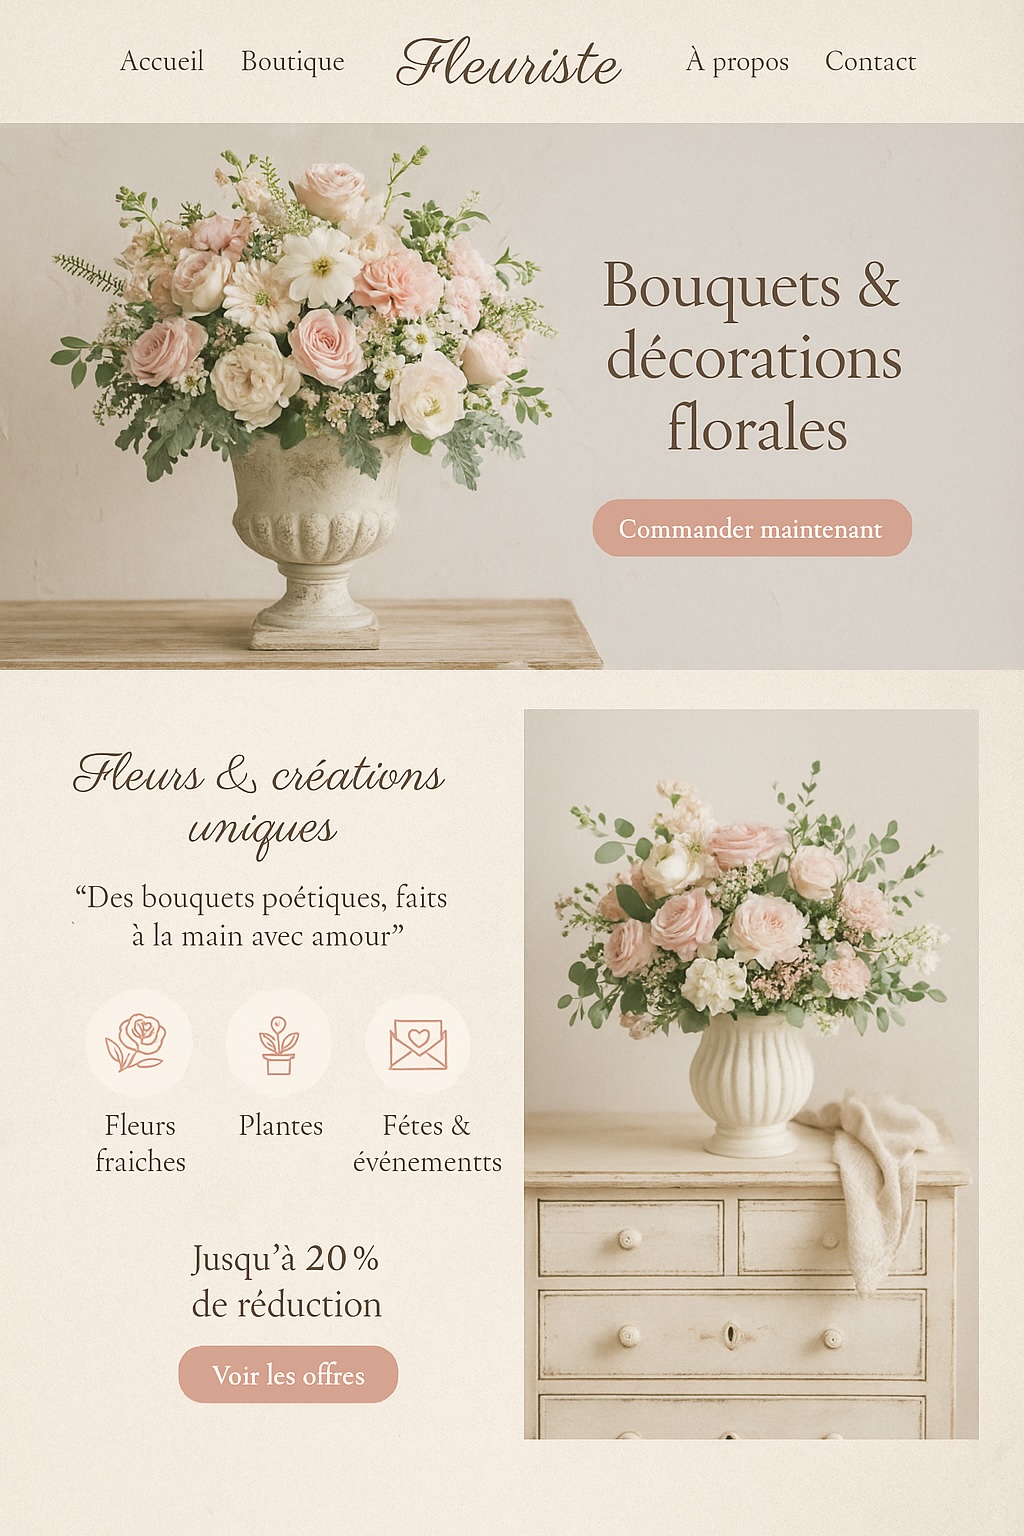 Accueil Boutique Fleuriste À propos Contact
Bouquets &
décorations
florales
Commander maintenant
Fleurs & créations
uniques
“Des bouquets poétiques, faits
à la main avec amour”
Fleurs
fraiches
Plantes
Fétes &
événementts
Jusqu’à 20 %
de réduction
Voir les offres